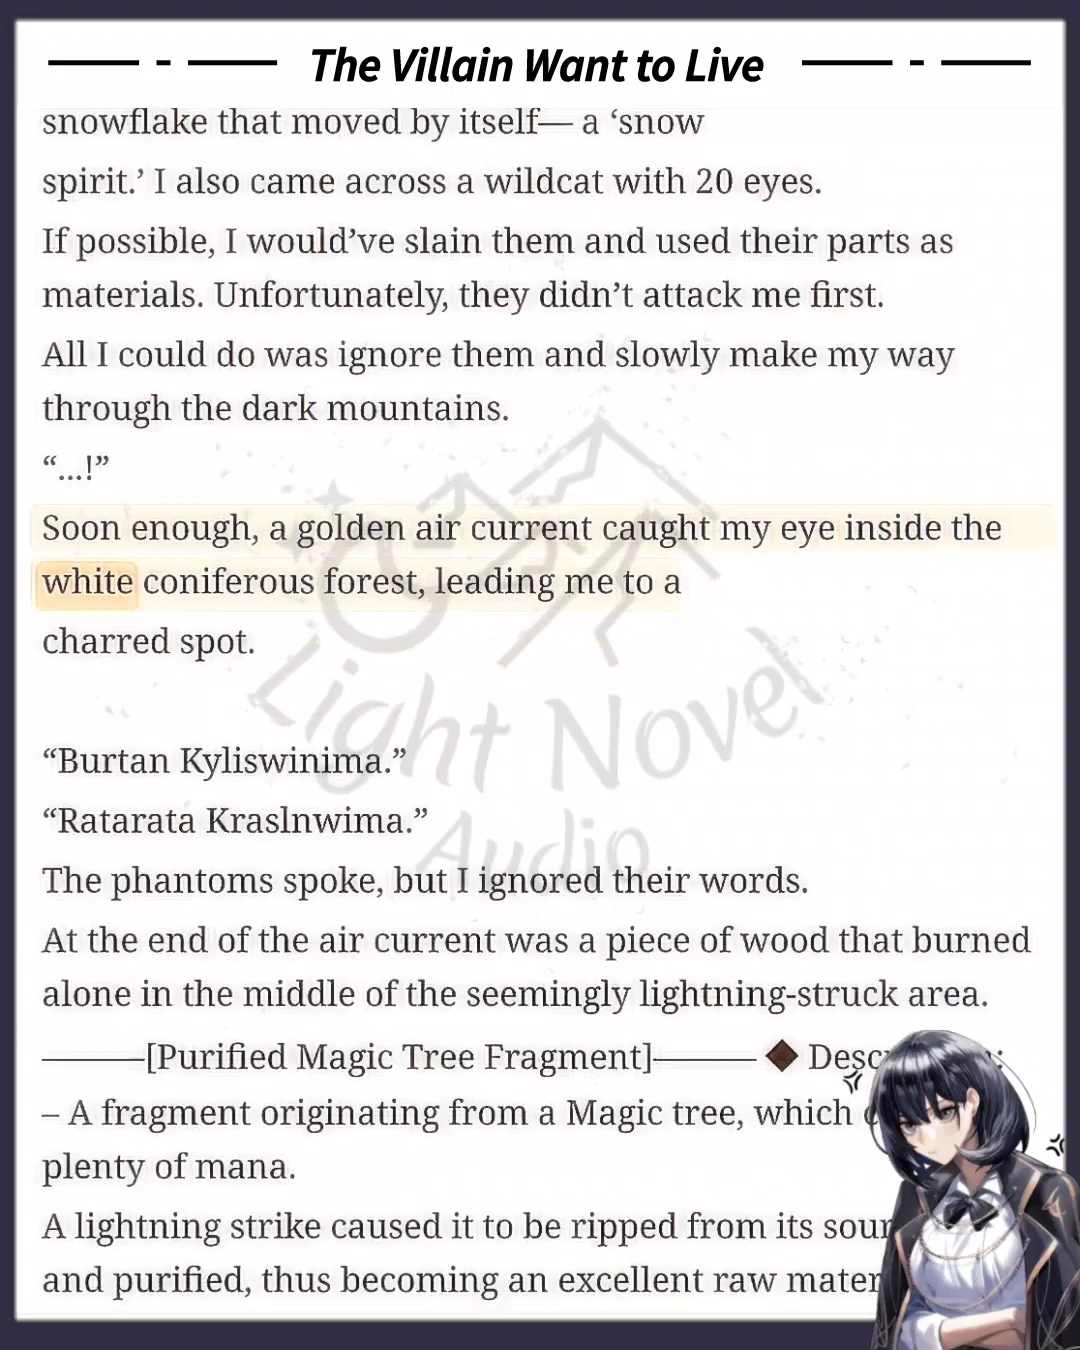 The Villain Want to Live
snowflake that moved by itself— a ‘snow
spirit.’ I also came across a wildcat with 20 eyes.
If possible, I would’ve slain them and used their parts as
materials. Unfortunately, they didn’t attack me first.
All I could do was ignore them and slowly make my way
through the dark mountains.
“...!”
Soon enough, a golden air current caught my eye inside the
white coniferous forest, leading me to a
charred spot.
Light Novel
Audio
“Burtan Kyliswinima.”
“Ratarata Kraslnwima.”
The phantoms spoke, but I ignored their words.
At the end of the air current was a piece of wood that burned
alone in the middle of the seemingly lightning-struck area.
———[Purified Magic Tree Fragment]——— ◆
– A fragment originating from a Magic tree, which
plenty of mana.
A lightning strike caused it to be ripped from its
and purified, thus becoming an excellent raw